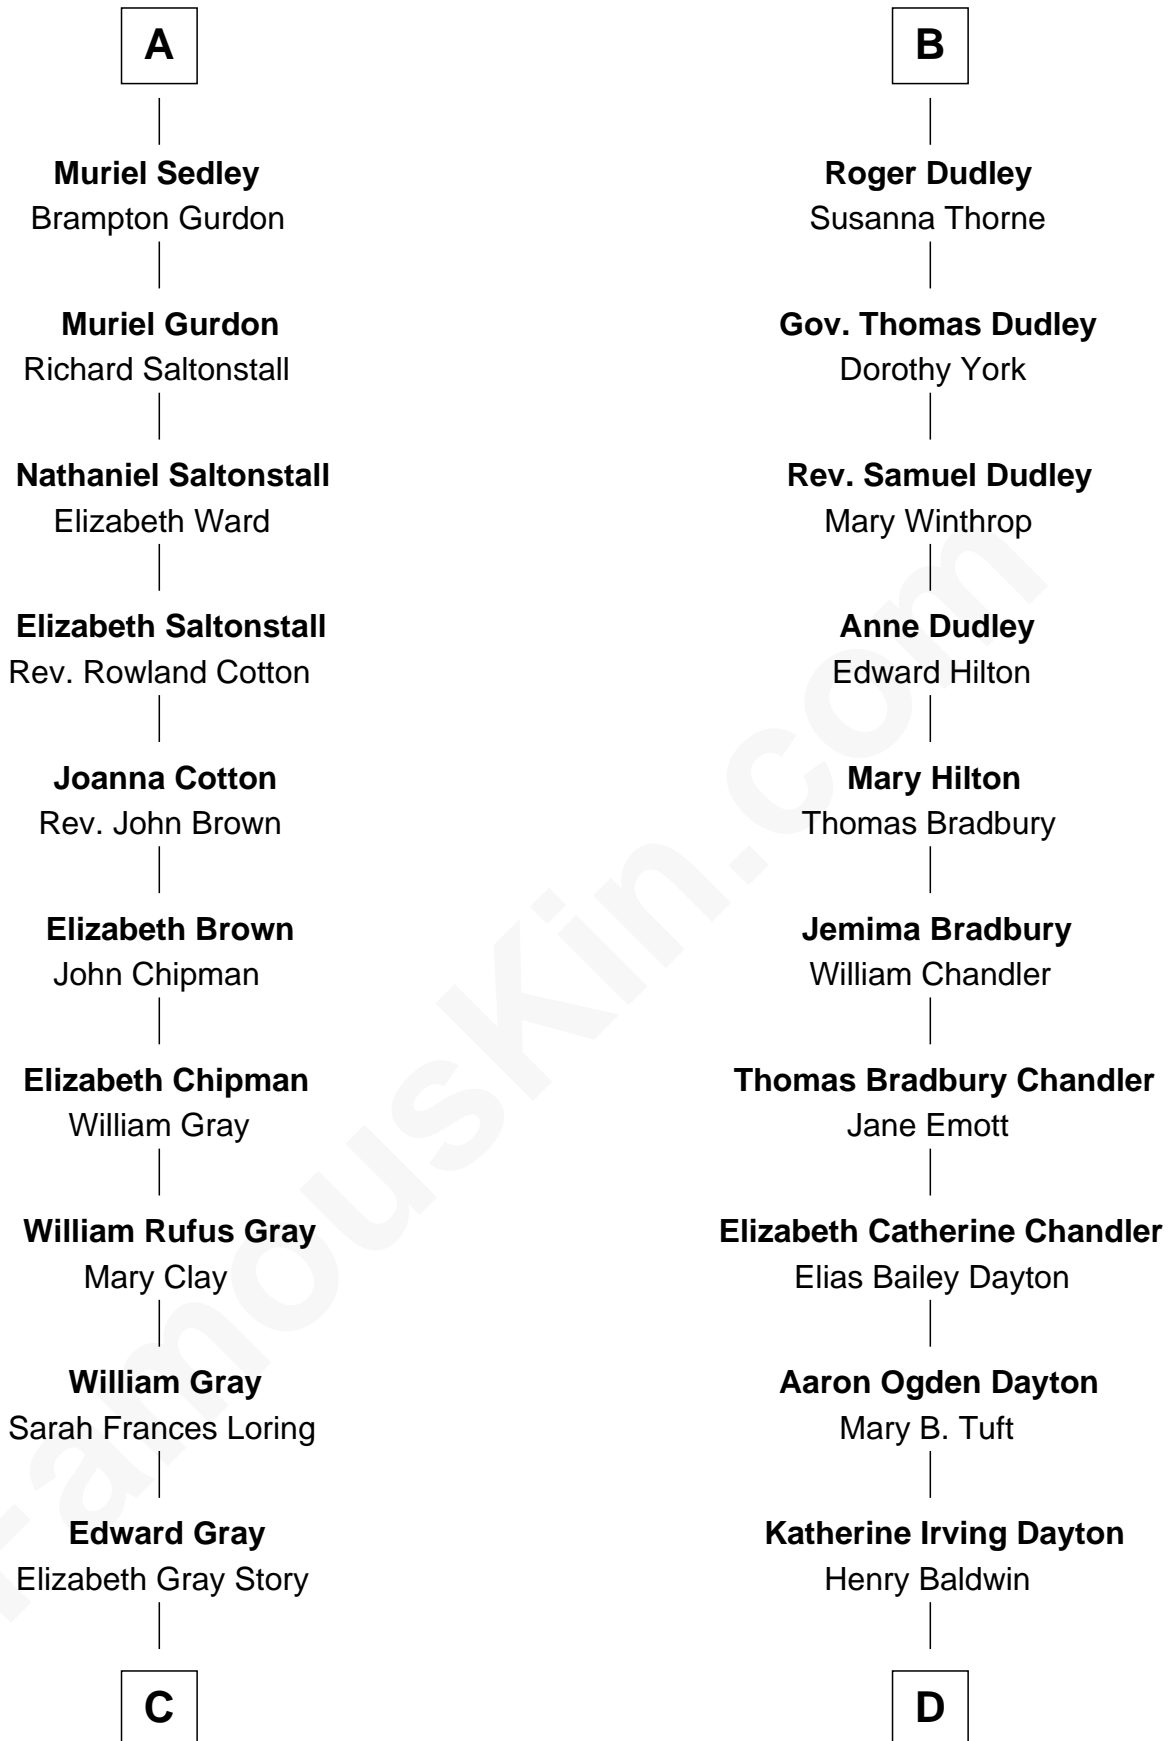 A
Muriel Sedley
Brampton Gurdon
Muriel Gurdon
Richard Saltonstall
Nathaniel Saltonstall
Elizabeth Ward
Elizabeth Saltonstall
Rev. Rowland Cotton
Joanna Cotton
Rev. John Brown
Elizabeth Brown
John Chipman
Elizabeth Chipman
William Gray
William Rufus Gray
Mary Clay
William Gray
Sarah Frances Loring
Edward Gray
Elizabeth Gray Story
C
B
Roger Dudley
Susanna Thorne
Gov. Thomas Dudley
Dorothy York
Rev. Samuel Dudley
Mary Winthrop
Anne Dudley
Edward Hilton
Mary Hilton
Thomas Bradbury
Jemima Bradbury
William Chandler
Thomas Bradbury Chandler
Jane Emott
Elizabeth Catherine Chandler
Elias Bailey Dayton
Aaron Ogden Dayton
Mary B. Tuft
Katherine Irving Dayton
Henry Baldwin
D
FamousKin.com